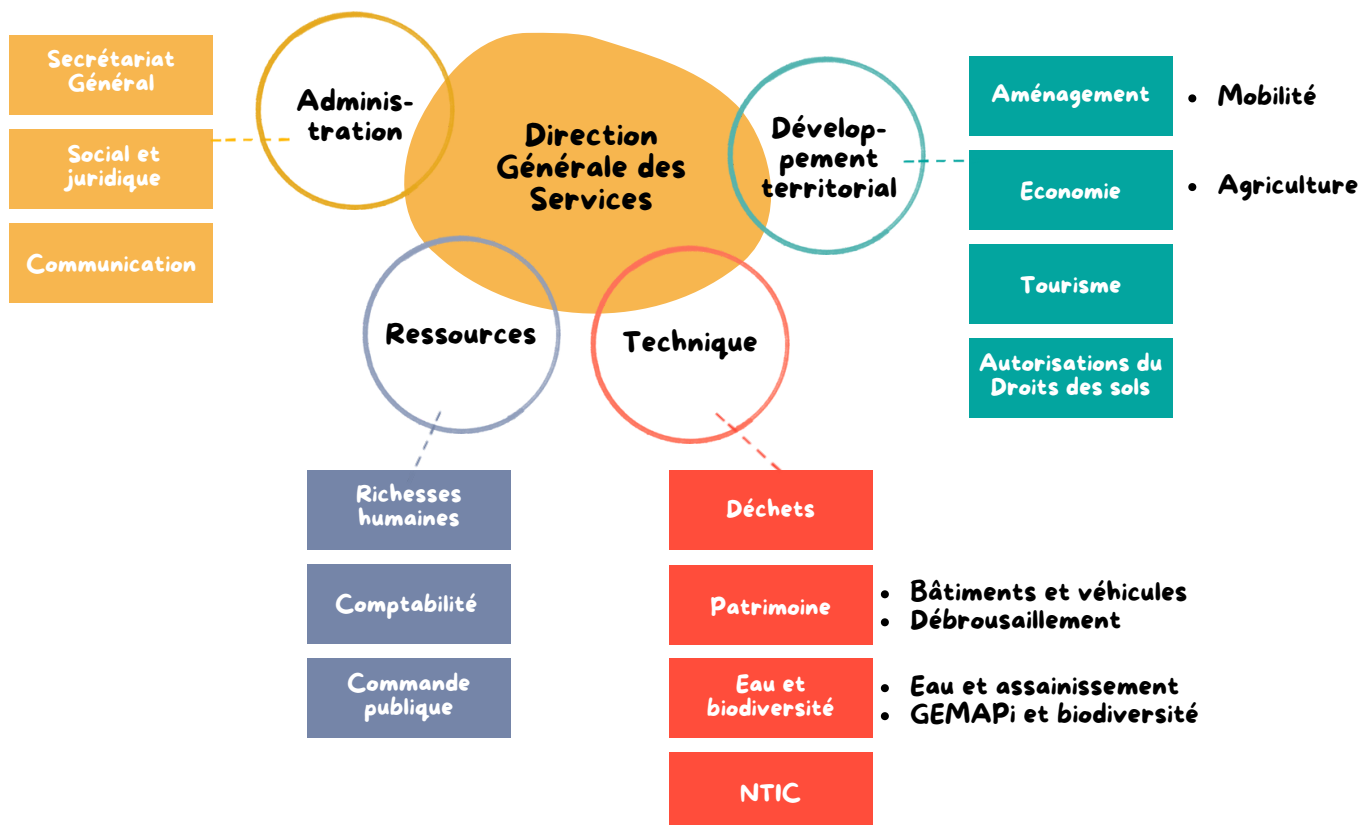 Direction
Générale des
Services
Adminis-
tration
Secrétariat
Général
Social et
juridique
Communication
Ressources
Richesses
humaines
Comptabilité
Commande
publique
Technique
Déchets
Patrimoine
• Bâtiments et véhicules
• Débrousaillement
Eau et
biodiversité
• Eau et assainissement
• GEMAPi et biodiversité
NTIC
Dévelop-
pement
territorial
Aménagement
• Mobilité
Economie
• Agriculture
Tourisme
Autorisations du
Droits des sols